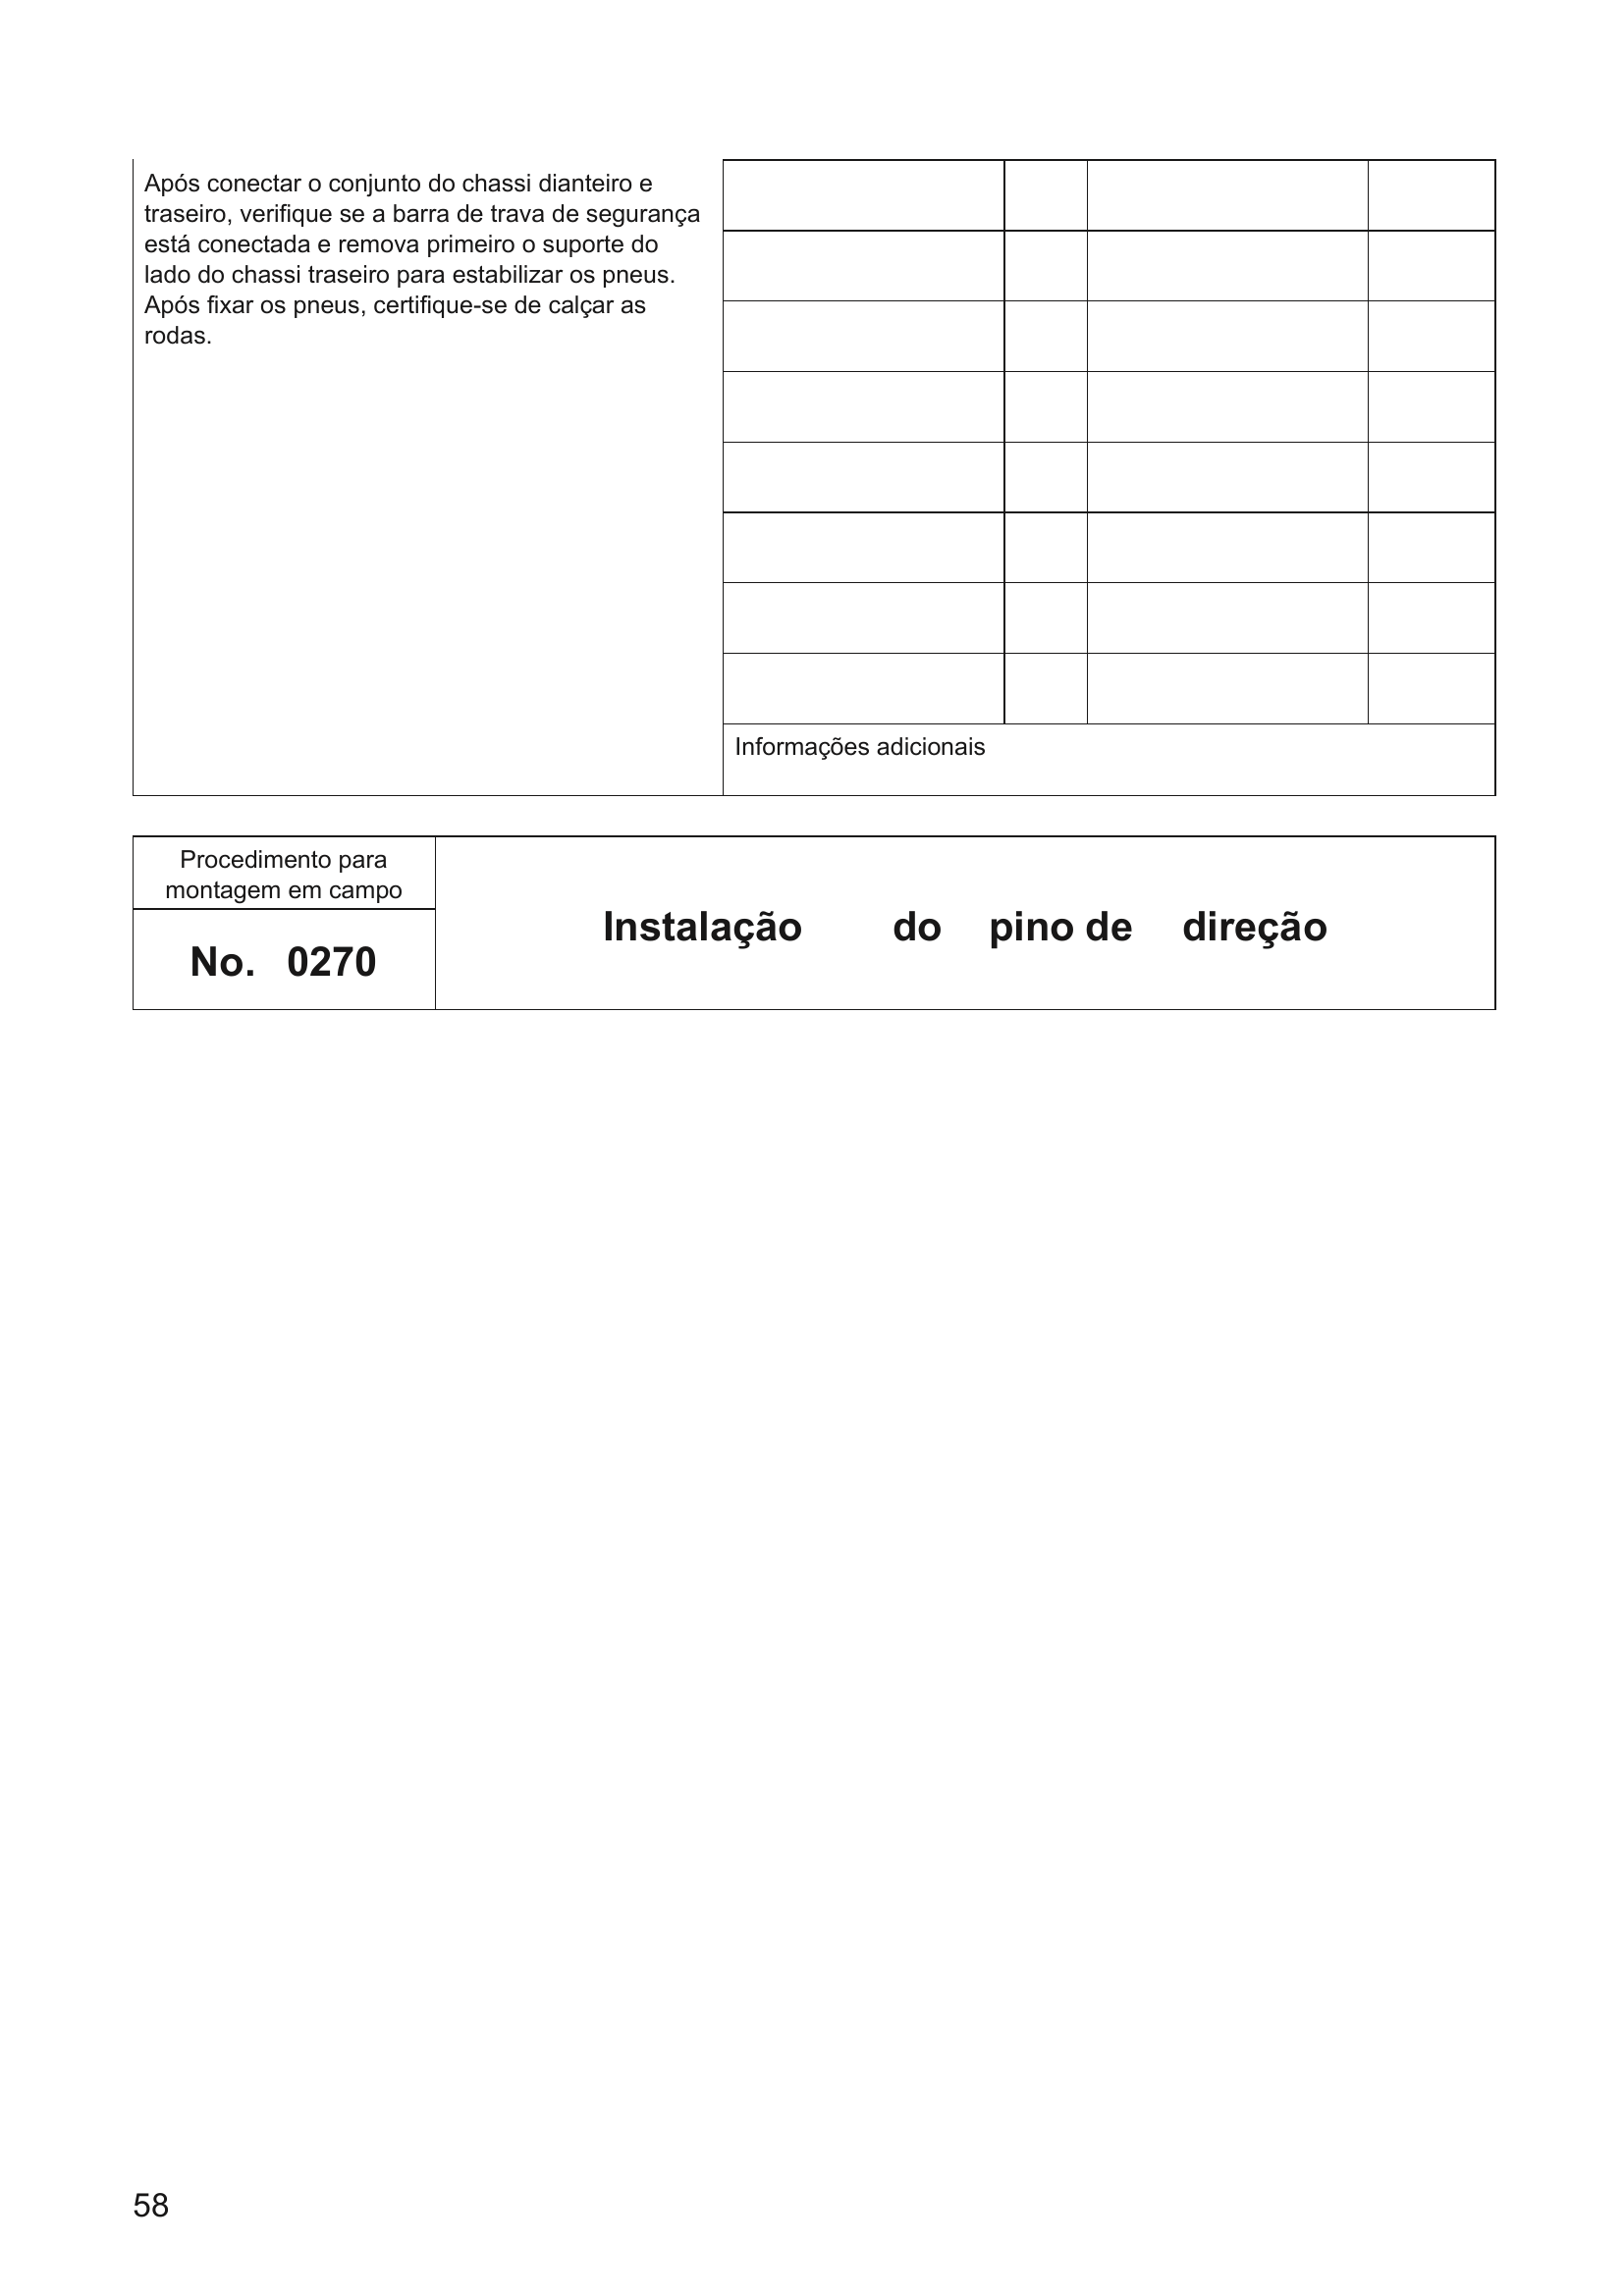 Após conectar o conjunto do chassi dianteiro e
traseiro, verifique se a barra de trava de segurança
está conectada e remova primeiro o suporte do
lado do chassi traseiro para estabilizar os pneus.
Após fixar os pneus, certifique-se de calçar as
rodas.
Informações adicionais
Procedimento para
montagem em campo
No. 0270
Instalação do pino de direção
58